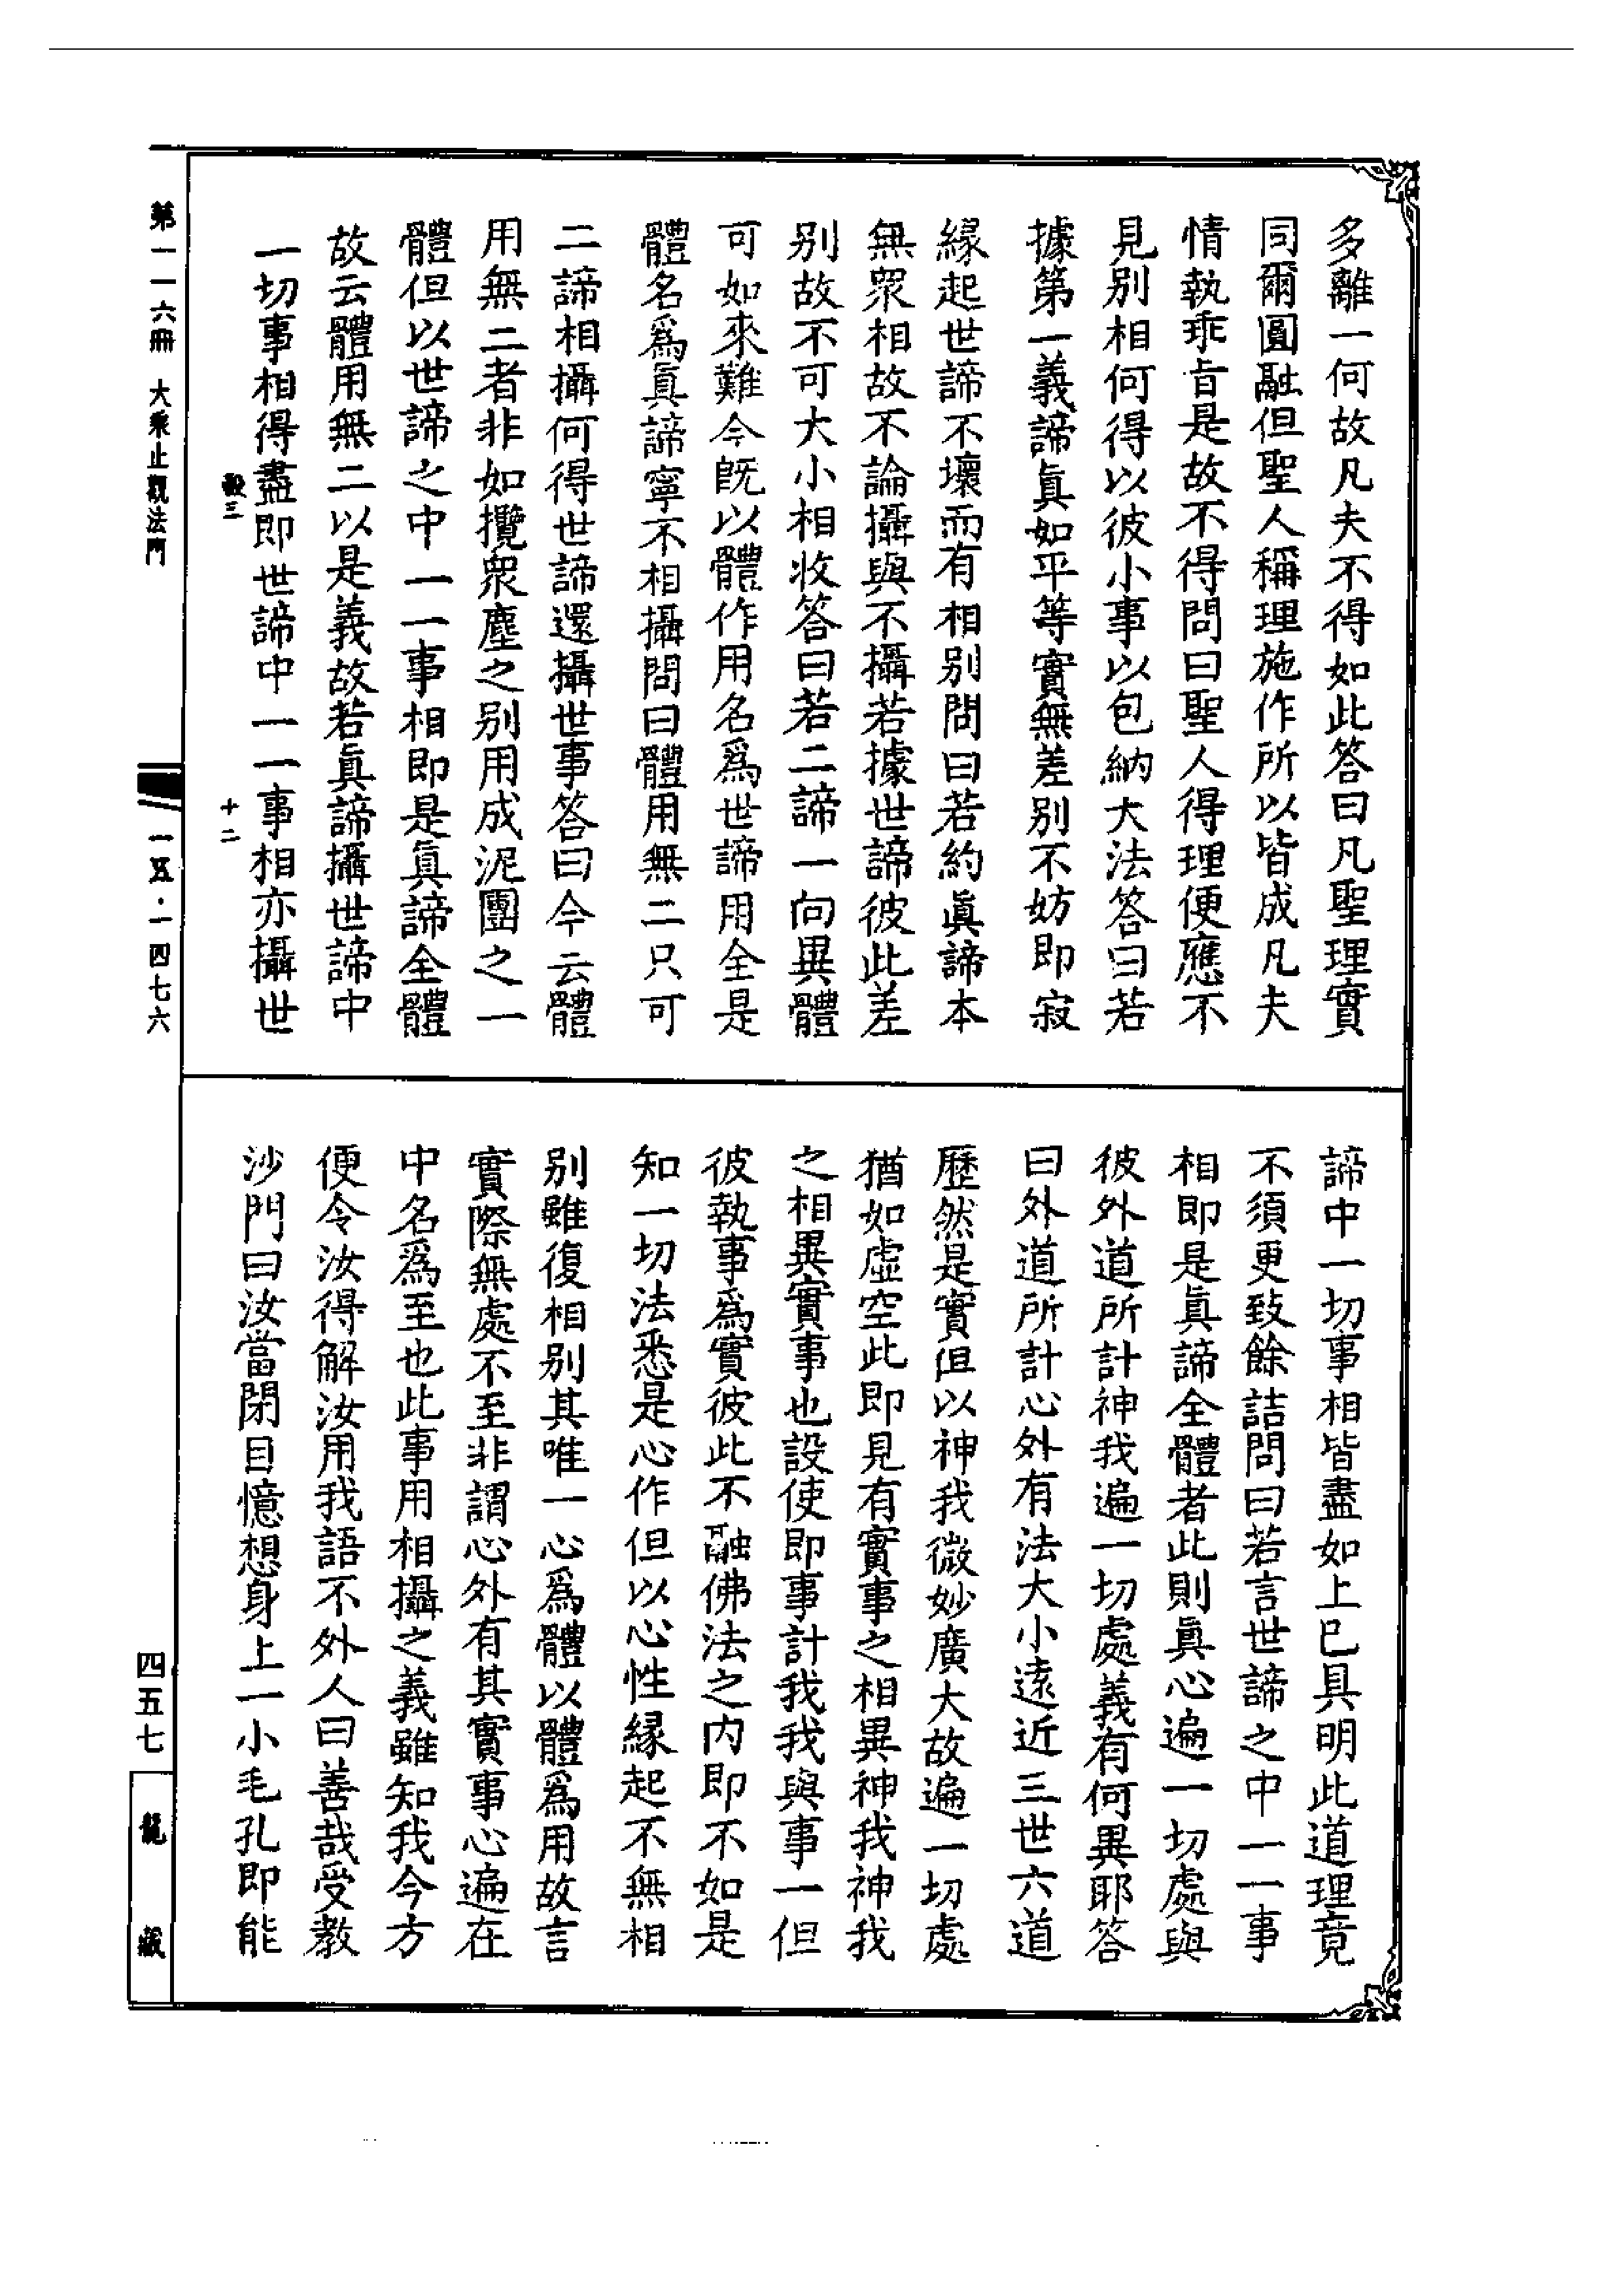 多離一何故凡夫不得如此答曰凡聖理實
同爾圓融但聖人稱理施作所以皆成凡夫
情執乖旨是故不得問曰聖人得理便應不
見別相何得以彼小事以包納大法答曰若
據第一義諦眞如平等實無差別不妨即寂
緣起世諦不壞而有相別問曰若約眞諦本
無衆相故不論攝與不攝若據世諦彼此差
別故不可大小相收答曰若二諦一向異體
可如來難今旣以體作用名爲世諦用全是
體名爲眞諦寧不相攝問曰體用無二只可
二諦相攝何得世諦還攝世事答曰今云體
用無二者非如攬衆塵之別用成泥團之一
體但以世諦之中一一事相即是眞諦全體
故云體用無二以是義故若眞諦攝世諦中
一切事相得盡即世諦中一一事相亦攝世
諦中一切事相皆盡如上已具明此道理竟
不須更致餘詰問曰若言世諦之中一一事
相即是眞諦全體者此則眞心遍一切處與
彼外道所計神我遍一切處義有何異耶答
曰外道所計心外有法大小遠近三世六道
歷然是實但以神我微妙廣大故遍一切處
猶如虛空此即見有實事之相異神我神我
之相異實事也設使即事計我我與事一但
彼執事爲實彼此不融佛法之內即不如是
知一切法悉是心作但以心性緣起不無相
別雖復相別其唯一心爲體以體爲用故言
實際無處不至非謂心外有其實事心遍在
中名爲至也此事用相攝之義雖知我今方
便令汝得解汝用我語不外人曰善哉受教
沙門曰汝當閉目憶想身上一小毛孔即能
第一一六冊 大乘止觀法門
一五·一四七六
四五七
龍藏
十二